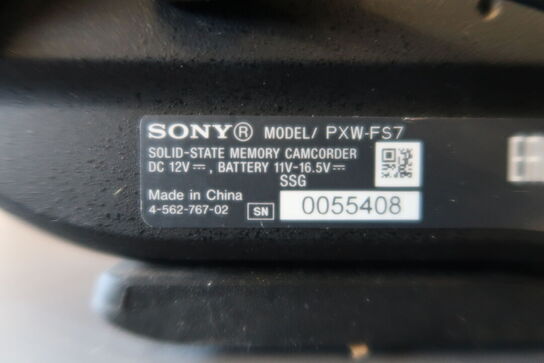 SONY® MODEL/ PXW-FS7
SOLID-STATE MEMORY CAMCORDER
DC 12V⎓, BATTERY 11V-16.5V⎓
SSG
Made in China
4-562-767-02 SN 0055408